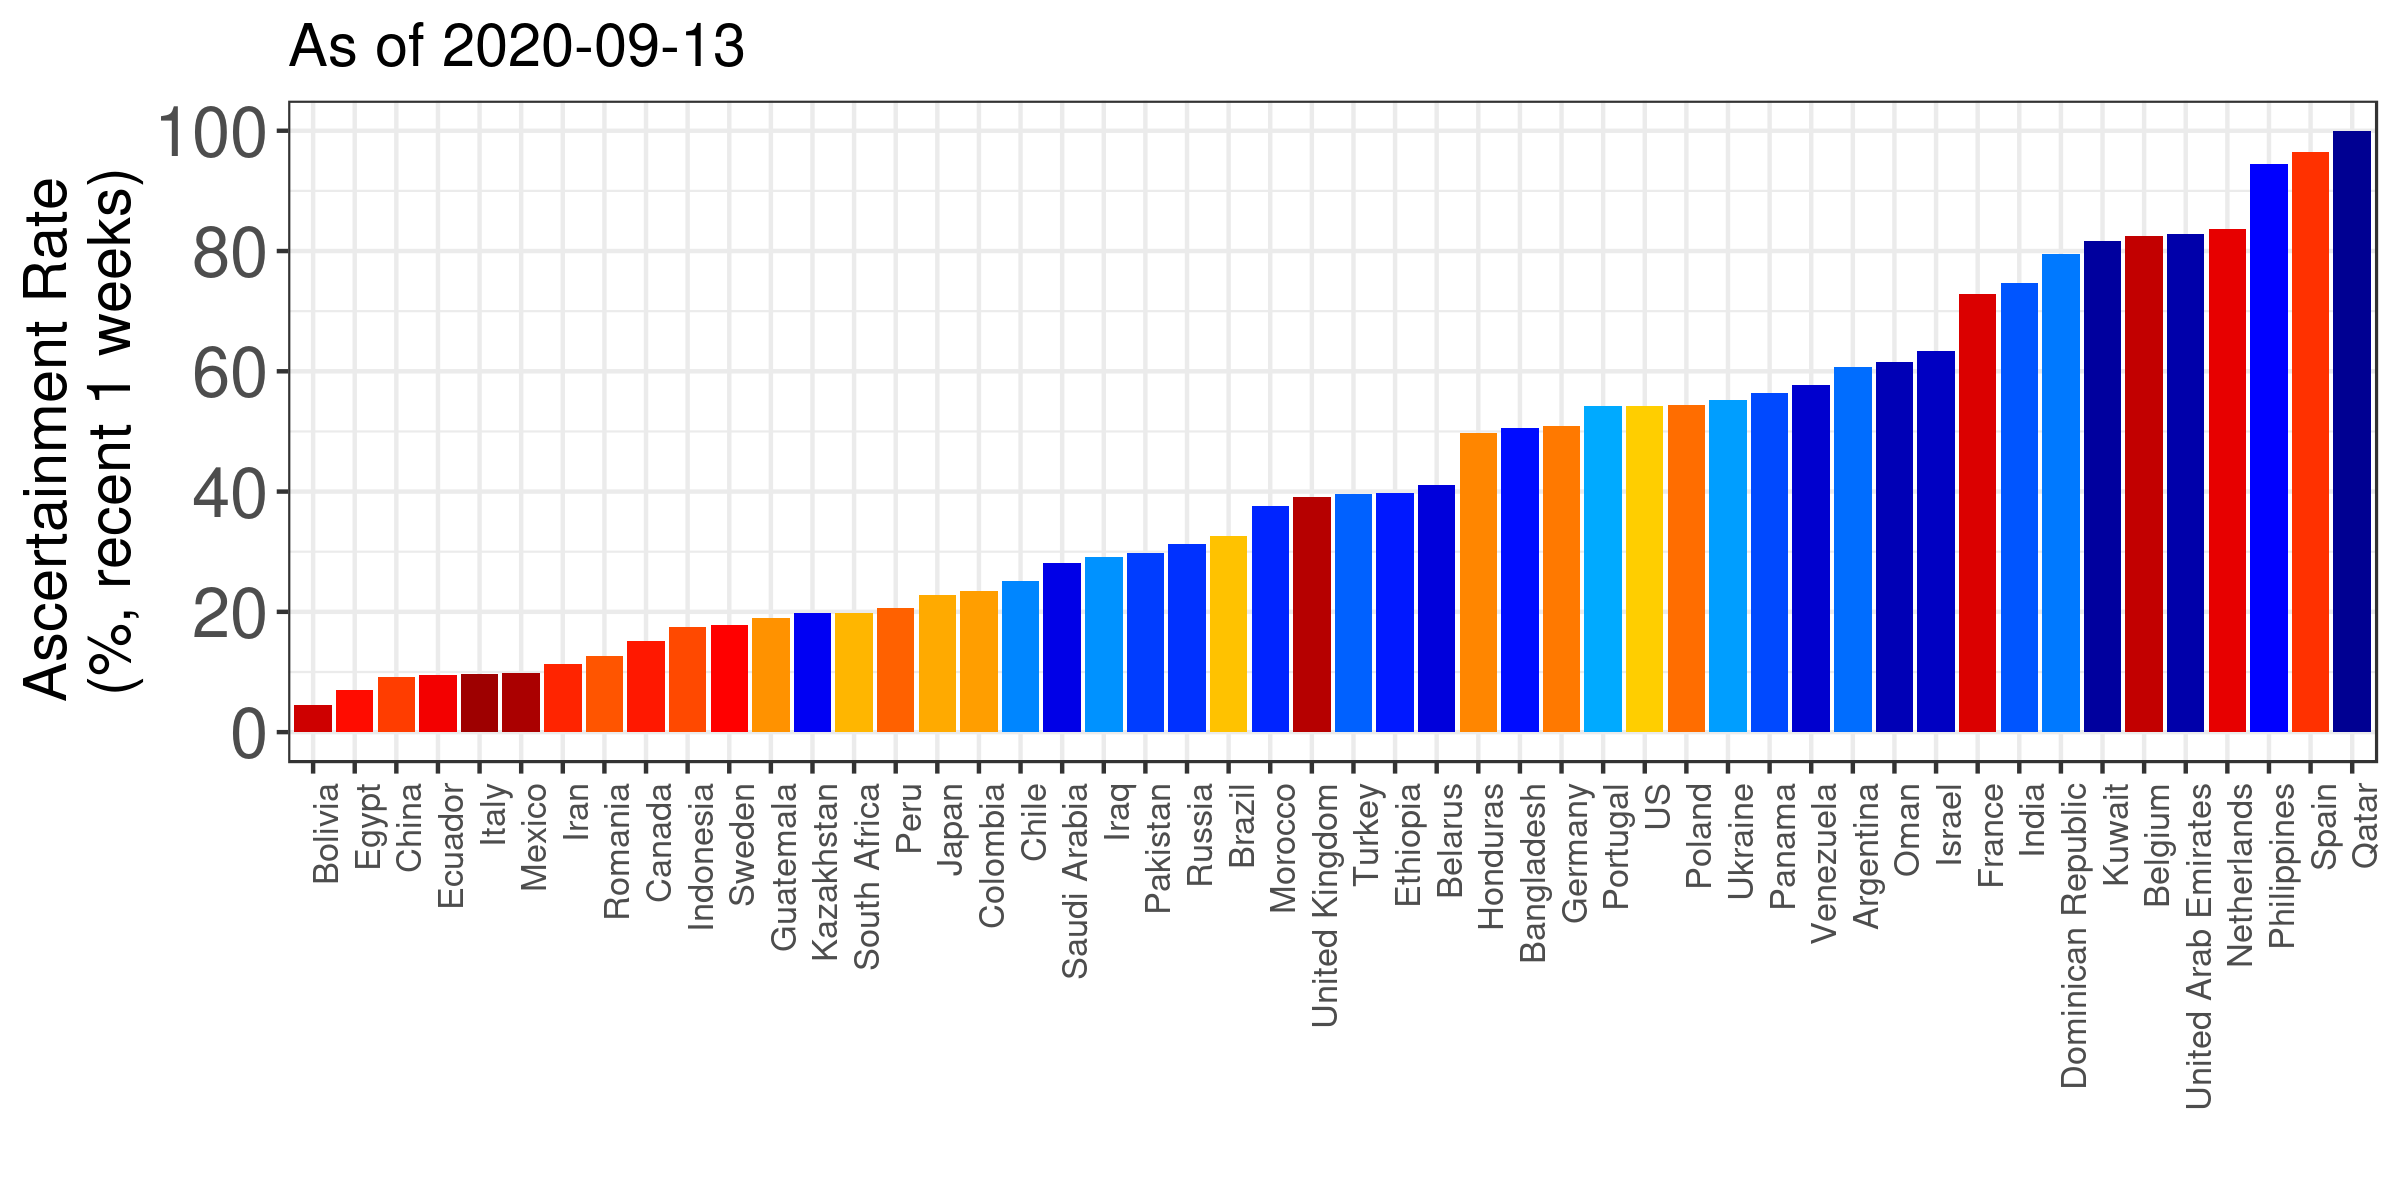 As of 2020-09-13
Ascertainment Rate
(%, recent 1 weeks)
100
80
60
40
20
0
Bolivia
Egypt
China
Ecuador
Italy
Mexico
Iran
Romania
Canada
Indonesia
Sweden
Guatemala
Kazakhstan
South Africa
Peru
Japan
Colombia
Chile
Saudi Arabia
Iraq
Pakistan
Russia
Brazil
Morocco
United Kingdom
Turkey
Ethiopia
Belarus
Honduras
Bangladesh
Germany
Portugal
US
Poland
Ukraine
Panama
Venezuela
Argentina
Oman
Israel
France
India
Dominican Republic
Kuwait
Belgium
United Arab Emirates
Netherlands
Philippines
Spain
Qatar